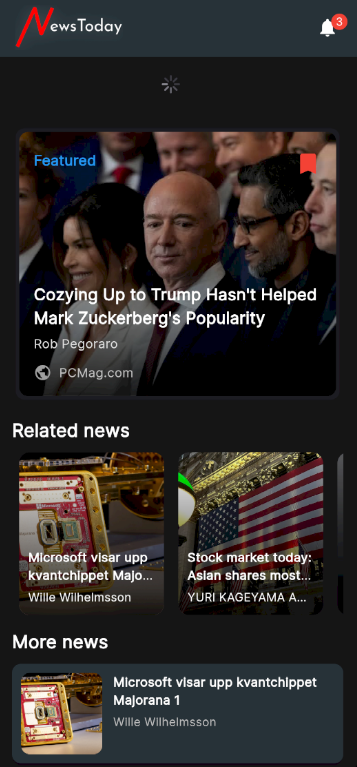 NewsToday
3
Featured
Cozying Up to Trump Hasn't Helped
Mark Zuckerberg's Popularity
Rob Pegoraro
PCMag.com
Related news
Microsoft visar upp
kvantchippet Majo...
Wille Wilhelmsson
Stock market today:
Asian shares most...
YURI KAGEYAMA A...
More news
Microsoft visar upp kvantchippet
Majorana 1
Wille Wilhelmsson